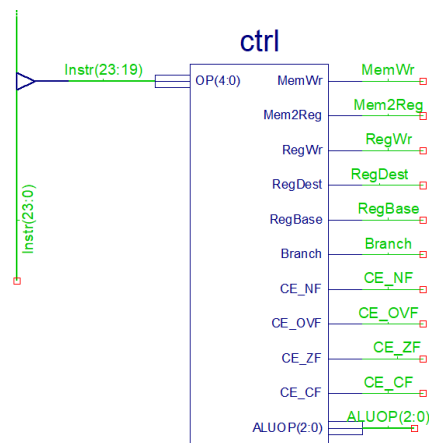 ctrl
Instr(23:19)
OP(4:0)
MemWr
MemWr
Mem2Reg
Mem2Reg
RegWr
RegWr
RegDest
RegDest
RegBase
RegBase
Instr(23:0)
Branch
Branch
CE_NF
CE_NF
CE_OVF
CE_OVF
CE_ZF
CE_ZF
CE_CF
CE_CF
ALUOP(2:0)
ALUOP(2:0)